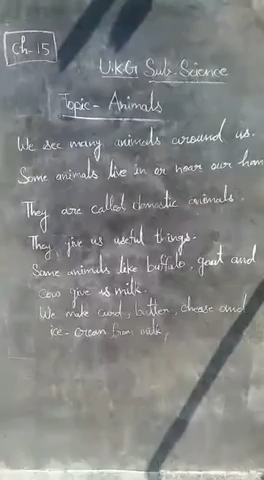 Ch-15
U.K.G Sub-Science
Topic- Animals
We see many animals around us.
Some animals live in or near our hom
They are called domestic animals.
They give us useful things.
Some animals like buffalo, goat and
cow give us milk.
We make curd, butter, cheese and
ice-cream from milk,